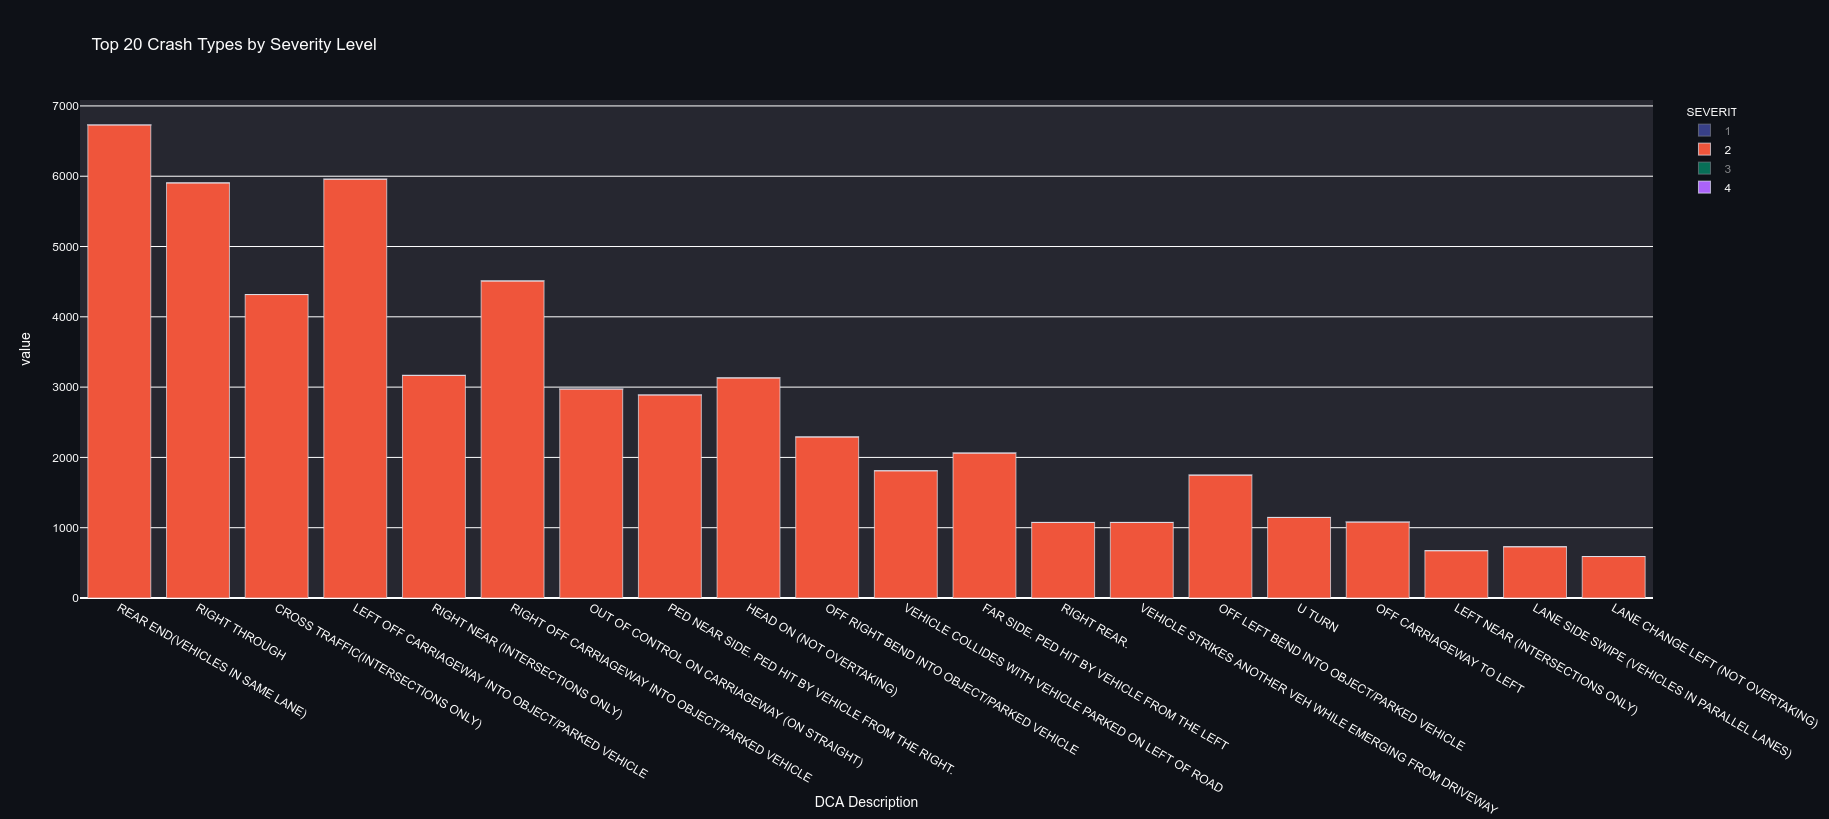 Top 20 Crash Types by Severity Level
7000
6000
5000
4000
3000
2000
1000
0
value
REAR END(VEHICLES IN SAME LANE)
RIGHT THROUGH
CROSS TRAFFIC(INTERSECTIONS ONLY)
LEFT OFF CARRIAGEWAY INTO OBJECT/PARKED VEHICLE
RIGHT NEAR (INTERSECTIONS ONLY)
RIGHT OFF CARRIAGEWAY INTO OBJECT/PARKED VEHICLE
OUT OF CONTROL ON CARRIAGEWAY (ON STRAIGHT)
PED NEAR SIDE. PED HIT BY VEHICLE FROM THE RIGHT.
HEAD ON (NOT OVERTAKING)
OFF RIGHT BEND INTO OBJECT/PARKED VEHICLE
VEHICLE COLLIDES WITH VEHICLE PARKED ON LEFT OF ROAD
FAR SIDE. PED HIT BY VEHICLE FROM THE LEFT
RIGHT REAR.
VEHICLE STRIKES ANOTHER VEH WHILE EMERGING FROM DRIVEWAY
OFF LEFT BEND INTO OBJECT/PARKED VEHICLE
U TURN
OFF CARRIAGEWAY TO LEFT
LEFT NEAR (INTERSECTIONS ONLY)
LANE SIDE SWIPE (VEHICLES IN PARALLEL LANES)
LANE CHANGE LEFT (NOT OVERTAKING)
DCA Description
SEVERIT
1
2
3
4